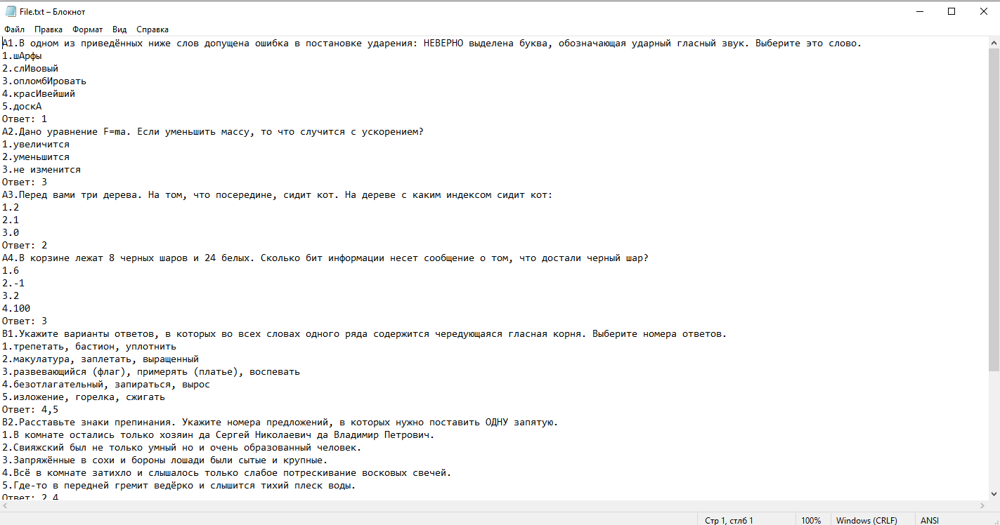 File.txt – Блокнот
Файл Правка Формат Вид Справка
А1.В одном из приведённых ниже слов допущена ошибка в постановке ударения: НЕВЕРНО выделена буква, обозначающая ударный гласный звук. Выберите это слово.
1.шАрфы
2.слИвовый
3.опломбИровать
4.красИвейший
5.доскА
Ответ: 1
А2.Дано уравнение F=ma. Если уменьшить массу, то что случится с ускорением?
1.увеличится
2.уменьшится
3.не изменится
Ответ: 3
А3.Перед вами три дерева. На том, что посередине, сидит кот. На дереве с каким индексом сидит кот:
1.2
2.1
3.0
Ответ: 2
А4.В корзине лежат 8 черных шаров и 24 белых. Сколько бит информации несет сообщение о том, что достали черный шар?
1.6
2.-1
3.2
4.100
Ответ: 3
В1.Укажите варианты ответов, в которых во всех словах одного ряда содержится чередующаяся гласная корня. Выберите номера ответов.
1.трепетать, бастион, уплотнить
2.макулатура, заплетать, выращенный
3.развевающийся (флаг), примерять (платье), воспевать
4.безотлагательный, запираться, вырос
5.изложение, горелка, сжигать
Ответ: 4,5
В2.Расставьте знаки препинания. Укажите номера предложений, в которых нужно поставить ОДНУ запятую.
1.В комнате остались только хозяин да Сергей Николаевич да Владимир Петрович.
2.Свияжский был не только умный но и очень образованный человек.
3.Запряжённые в сохи и бороны лошади были сытые и крупные.
4.Всё в комнате затихло и слышалось только слабое потрескивание восковых свечей.
5.Где-то в передней гремит ведёрко и слышится тихий плеск воды.
Ответ: 2,4
Стр 1, стлб 1 100% Windows (CRLF) ANSI